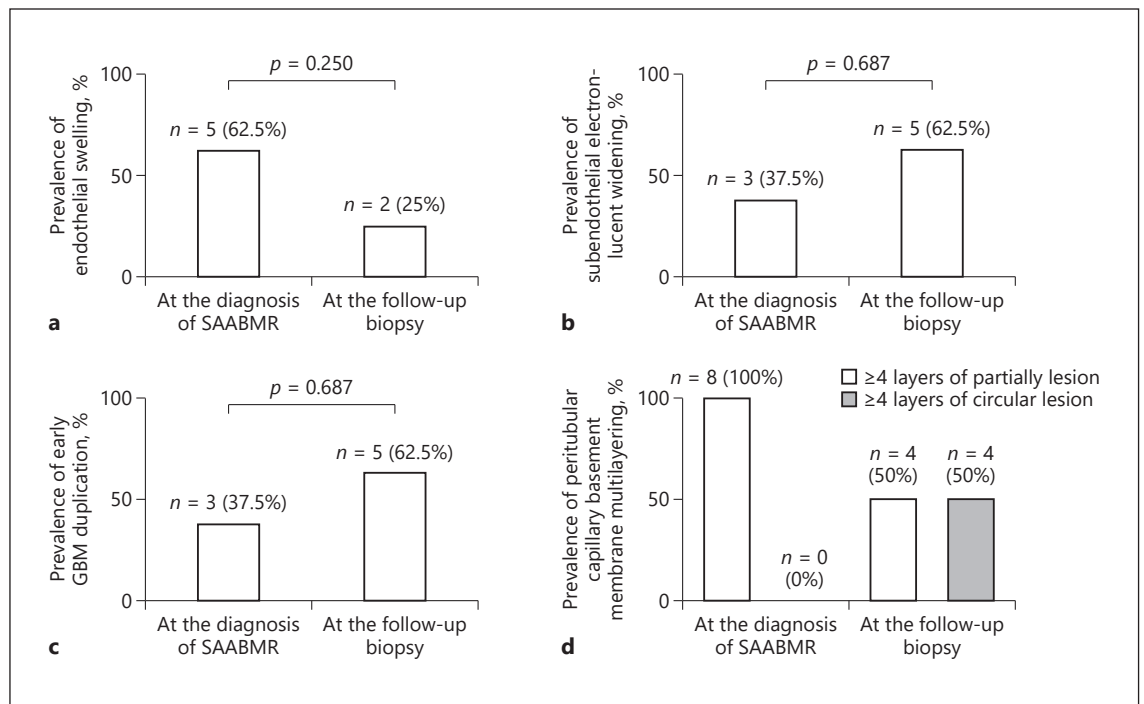 Prevalence of
endothelial swelling, %
100
50
0
p = 0.250
n = 5 (62.5%)
n = 2 (25%)
At the diagnosis
of SAABMR
At the follow-up
biopsy
a
Prevalence of
subendothelial electron-
lucent widening, %
100
50
0
p = 0.687
n = 3 (37.5%)
n = 5 (62.5%)
At the diagnosis
of SAABMR
At the follow-up
biopsy
b
Prevalence of early
GBM duplication, %
100
50
0
p = 0.687
n = 3 (37.5%)
n = 5 (62.5%)
At the diagnosis
of SAABMR
At the follow-up
biopsy
c
Prevalence of peritubular
capillary basement
membrane multilayering, %
100
50
0
n = 8 (100%)
≥4 layers of partially lesion
≥4 layers of circular lesion
n = 0
(0%)
n = 4
(50%)
n = 4
(50%)
At the diagnosis
of SAABMR
At the follow-up
biopsy
d